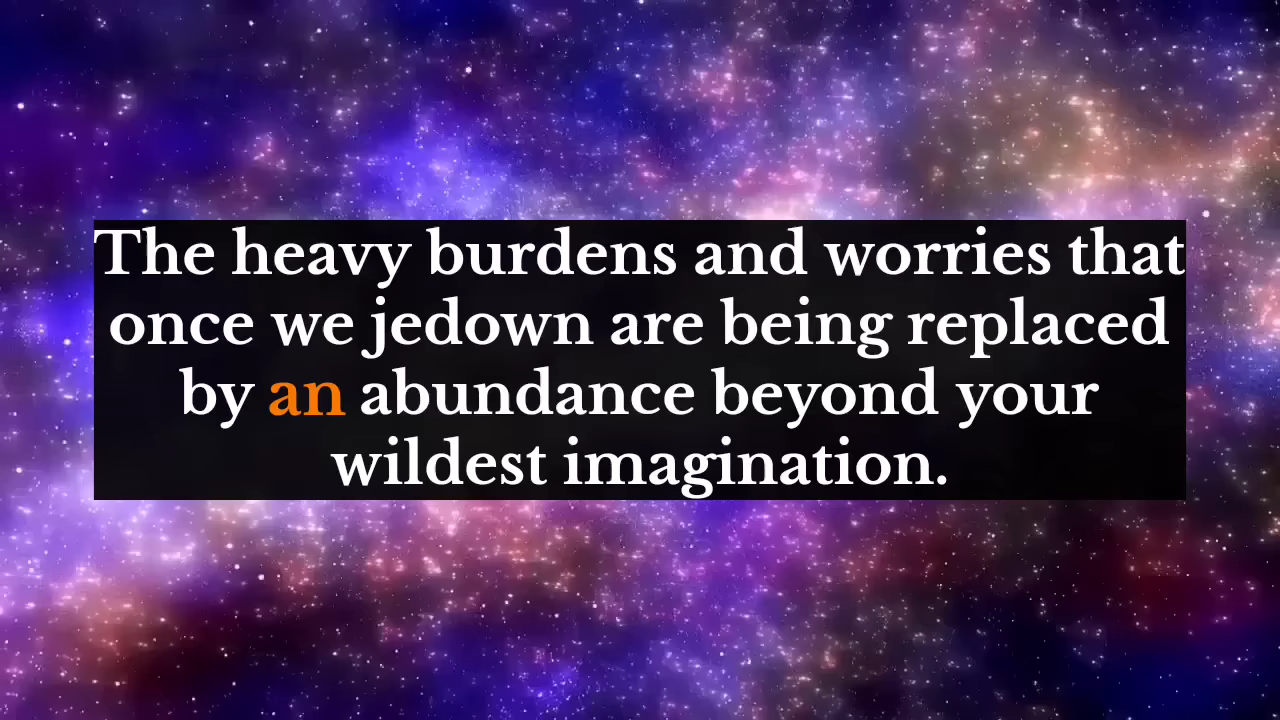 The heavy burdens and worries that
once we jedown are being replaced
by an abundance beyond your
wildest imagination.